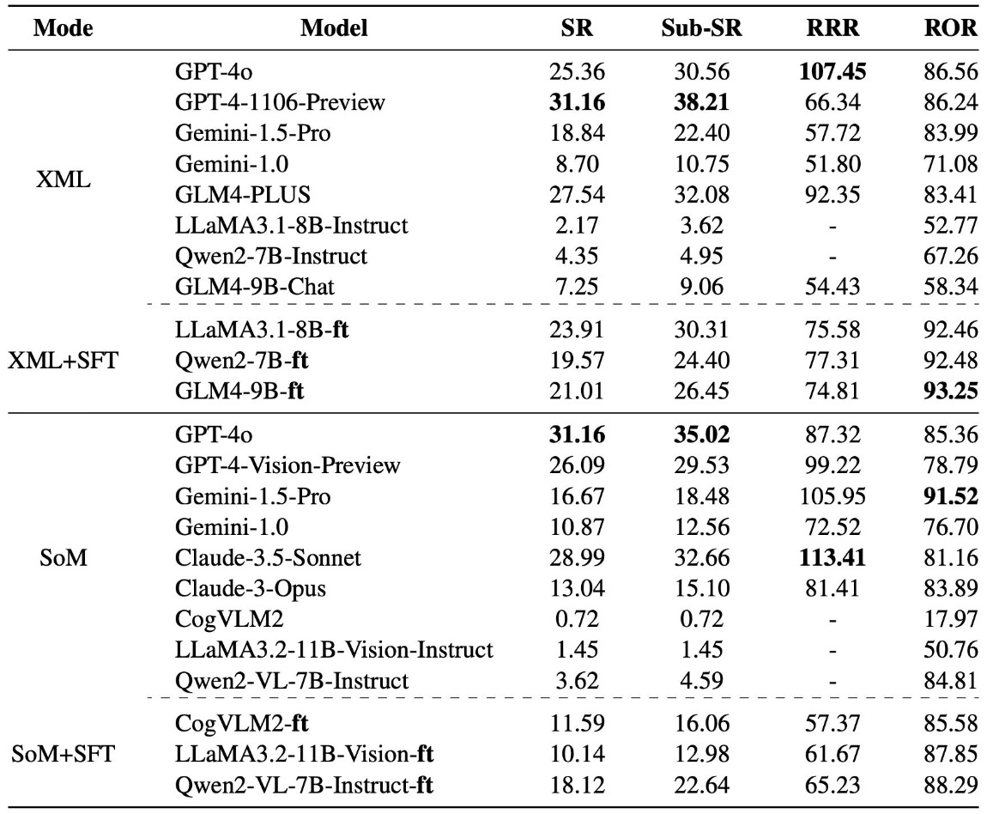 Mode Model SR Sub-SR RRR ROR
GPT-4o 25.36 30.56 107.45 86.56
GPT-4-1106-Preview 31.16 38.21 66.34 86.24
Gemini-1.5-Pro 18.84 22.40 57.72 83.99
Gemini-1.0 8.70 10.75 51.80 71.08
XML
GLM4-PLUS 27.54 32.08 92.35 83.41
LLaMA3.1-8B-Instruct 2.17 3.62 - 52.77
Qwen2-7B-Instruct 4.35 4.95 - 67.26
GLM4-9B-Chat 7.25 9.06 54.43 58.34
LLaMA3.1-8B-ft 23.91 30.31 75.58 92.46
XML+SFT Qwen2-7B-ft 19.57 24.40 77.31 92.48
GLM4-9B-ft 21.01 26.45 74.81 93.25
GPT-4o 31.16 35.02 87.32 85.36
GPT-4-Vision-Preview 26.09 29.53 99.22 78.79
Gemini-1.5-Pro 16.67 18.48 105.95 91.52
Gemini-1.0 10.87 12.56 72.52 76.70
SoM Claude-3.5-Sonnet 28.99 32.66 113.41 81.16
Claude-3-Opus 13.04 15.10 81.41 83.89
CogVLM2 0.72 0.72 - 17.97
LLaMA3.2-11B-Vision-Instruct 1.45 1.45 - 50.76
Qwen2-VL-7B-Instruct 3.62 4.59 - 84.81
CogVLM2-ft 11.59 16.06 57.37 85.58
SoM+SFT LLaMA3.2-11B-Vision-ft 10.14 12.98 61.67 87.85
Qwen2-VL-7B-Instruct-ft 18.12 22.64 65.23 88.29